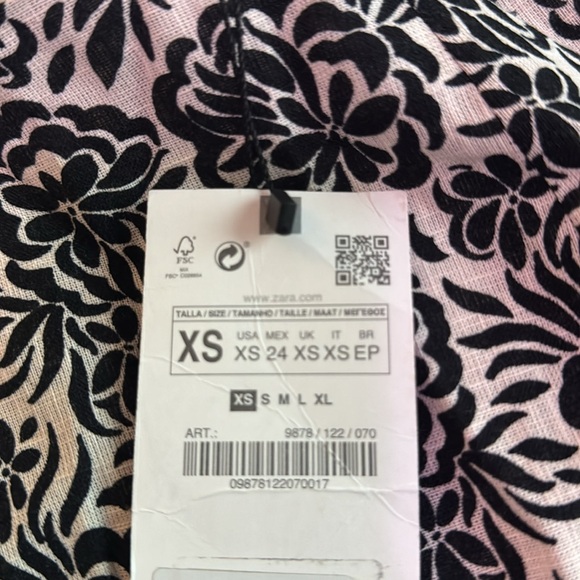 FSC
MIX
www.zara.com
TALLA / SIZE / TAMANHO / TAILLE / MAAT / ΜΕΓΕΘΟΣ
XS
USA MEX UK IT BR
XS 24 XS XS EP
XS S M L XL
ART.: 9878 / 122 / 070
09878122070017